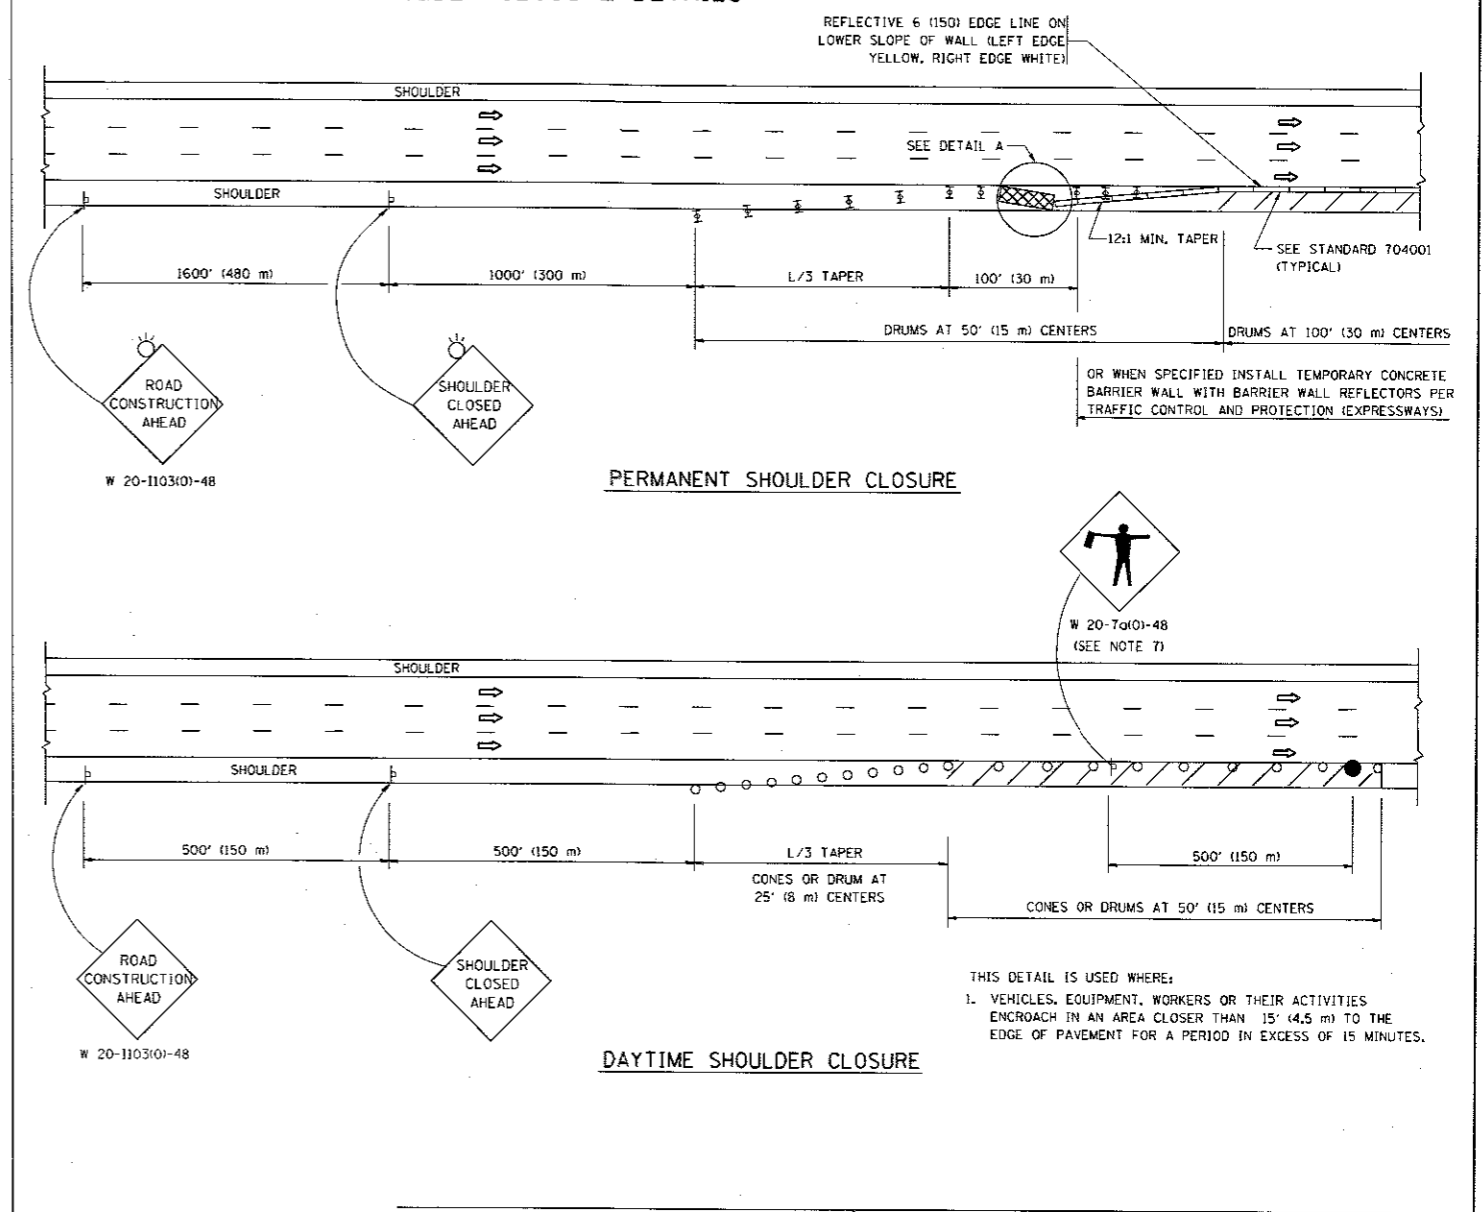 REFLECTIVE 6 (150) EDGE LINE ON
LOWER SLOPE OF WALL (LEFT EDGE
YELLOW, RIGHT EDGE WHITE)
SHOULDER
SEE DETAIL A
SHOULDER
12:1 MIN. TAPER
SEE STANDARD 704001
(TYPICAL)
1600' (480 m)
1000' (300 m)
L/3 TAPER
100' (30 m)
DRUMS AT 50' (15 m) CENTERS
DRUMS AT 100' (30 m) CENTERS
OR WHEN SPECIFIED INSTALL TEMPORARY CONCRETE
BARRIER WALL WITH BARRIER WALL REFLECTORS PER
TRAFFIC CONTROL AND PROTECTION (EXPRESSWAYS)
ROAD
CONSTRUCTION
AHEAD
SHOULDER
CLOSED
AHEAD
W 20-1103(0)-48
PERMANENT SHOULDER CLOSURE
W 20-7a(0)-48
(SEE NOTE 7)
SHOULDER
SHOULDER
500' (150 m)
500' (150 m)
L/3 TAPER
500' (150 m)
CONES OR DRUM AT
25' (8 m) CENTERS
CONES OR DRUMS AT 50' (15 m) CENTERS
ROAD
CONSTRUCTION
AHEAD
SHOULDER
CLOSED
AHEAD
W 20-1103(0)-48
THIS DETAIL IS USED WHERE:
1. VEHICLES, EQUIPMENT, WORKERS OR THEIR ACTIVITIES
ENCROACH IN AN AREA CLOSER THAN 15' (4.5 m) TO THE
EDGE OF PAVEMENT FOR A PERIOD IN EXCESS OF 15 MINUTES.
DAYTIME SHOULDER CLOSURE